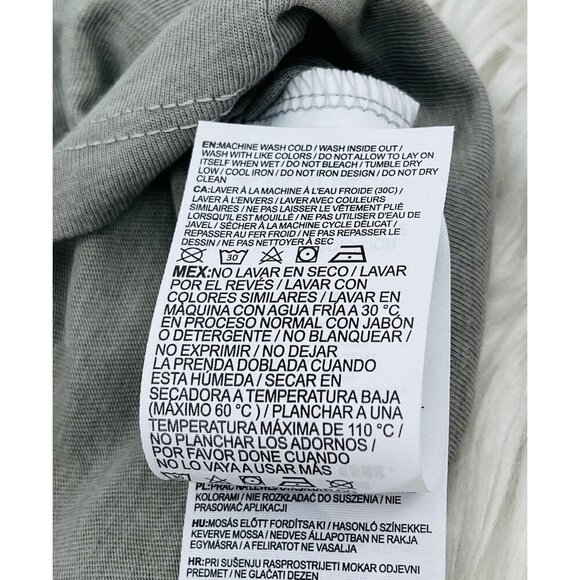 EN:MACHINE WASH COLD / WASH INSIDE OUT /
WASH WITH LIKE COLORS / DO NOT ALLOW TO LAY ON
ITSELF WHEN WET / DO NOT BLEACH / TUMBLE DRY
LOW / COOL IRON / DO NOT IRON DESIGN / DO NOT DRY
CLEAN
CA:LAVER À LA MACHINE À L'EAU FROIDE (30C) /
LAVER À L'ENVERS / LAVER AVEC COULEURS
SIMILAIRES / NE PAS LAISSER LE VÊTEMENT PLIÉ
LORSQU'IL EST MOUILLÉ / NE PAS UTILISER D'EAU DE
JAVEL / SÉCHER À LA MACHINE CYCLE DÉLICAT /
REPASSER AU FER FROID / NE PAS REPASSER LE
DESSIN / NE PAS NETTOYER À SEC
30
MEX:NO LAVAR EN SECO / LAVAR
POR EL REVÉS / LAVAR CON
COLORES SIMILARES / LAVAR EN
MÁQUINA CON AGUA FRÍA A 30 °C
EN PROCESO NORMAL CON JABÓN
O DETERGENTE / NO BLANQUEAR /
NO EXPRIMIR / NO DEJAR
LA PRENDA DOBLADA CUANDO
ESTA HÚMEDA / SECAR EN
SECADORA A TEMPERATURA BAJA
(MÁXIMO 60 °C) / PLANCHAR A UNA
TEMPERATURA MÁXIMA DE 110 °C /
NO PLANCHAR LOS ADORNOS /
POR FAVOR DONE CUANDO
NO LO VAYA A USAR MÁS
KOLORAMI / NIE ROZKŁADAĆ DO SUSZENIA / NIE
PRASOWAĆ APLIKACJI
HU:MOSÁS ELŐTT FORDÍTSA KI / HASONLÓ SZÍNEKKEL
KEVERVE MOSSA / NEDVES ÁLLAPOTBAN NE RAKJA
EGYMÁSRA / A FELIRATOT NE VASALJA
HR:PRI SUŠENJU RASPROSTRIJETI MOKAR ODJEVNI
PREDMET / NE GLAČATI DEZEN